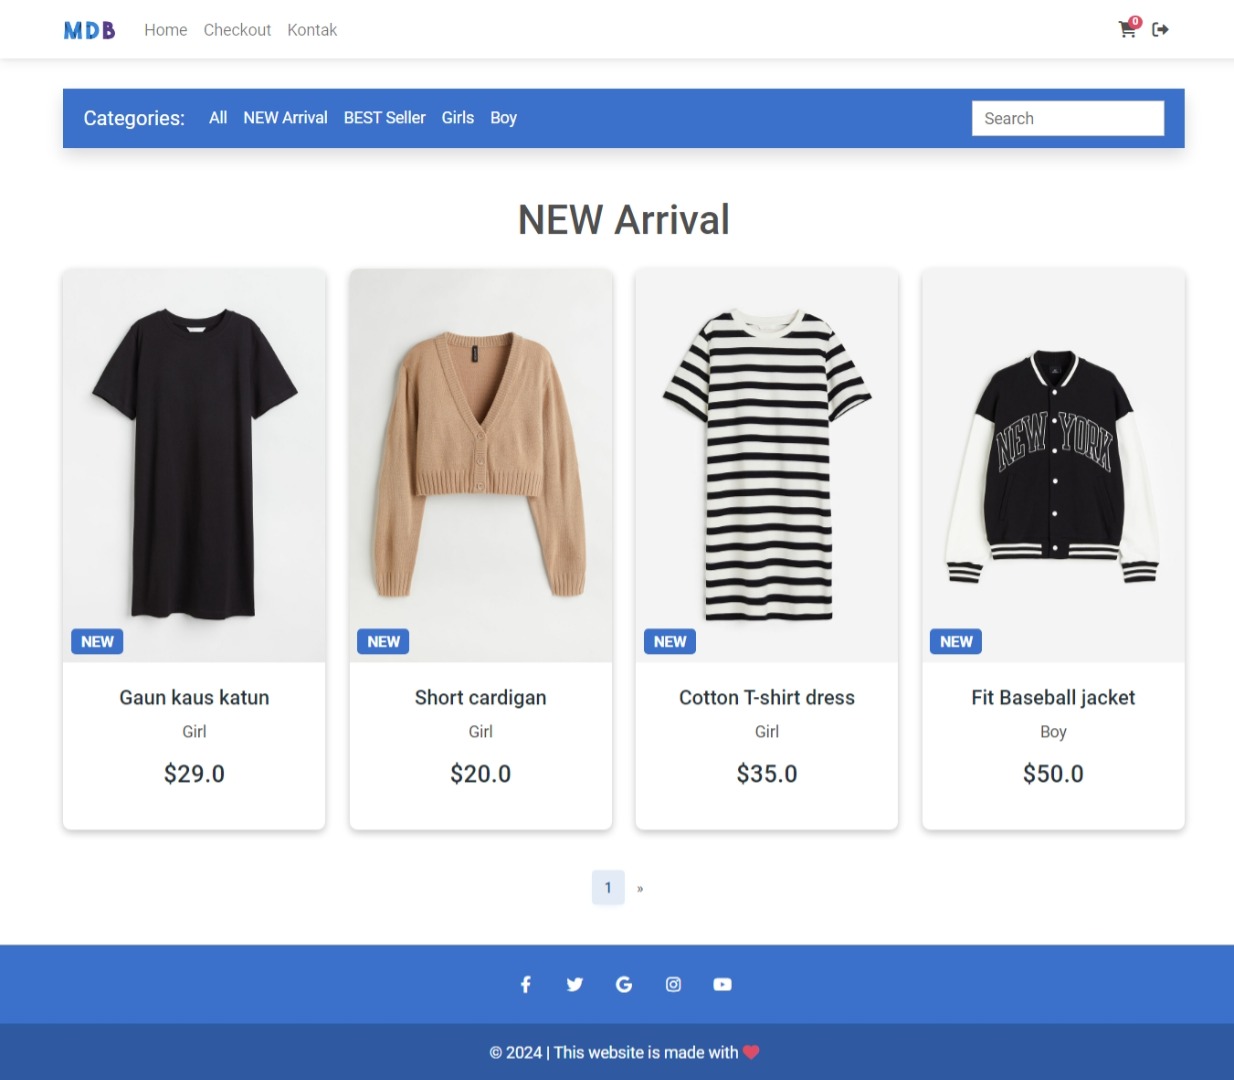 MDB Home Checkout Kontak 0
Categories: All NEW Arrival BEST Seller Girls Boy Search
NEW Arrival
NEW YORK
NEW NEW NEW NEW
Gaun kaus katun Short cardigan Cotton T-shirt dress Fit Baseball jacket
Girl Girl Girl Boy
$29.0 $20.0 $35.0 $50.0
1 »
© 2024 | This website is made with ❤